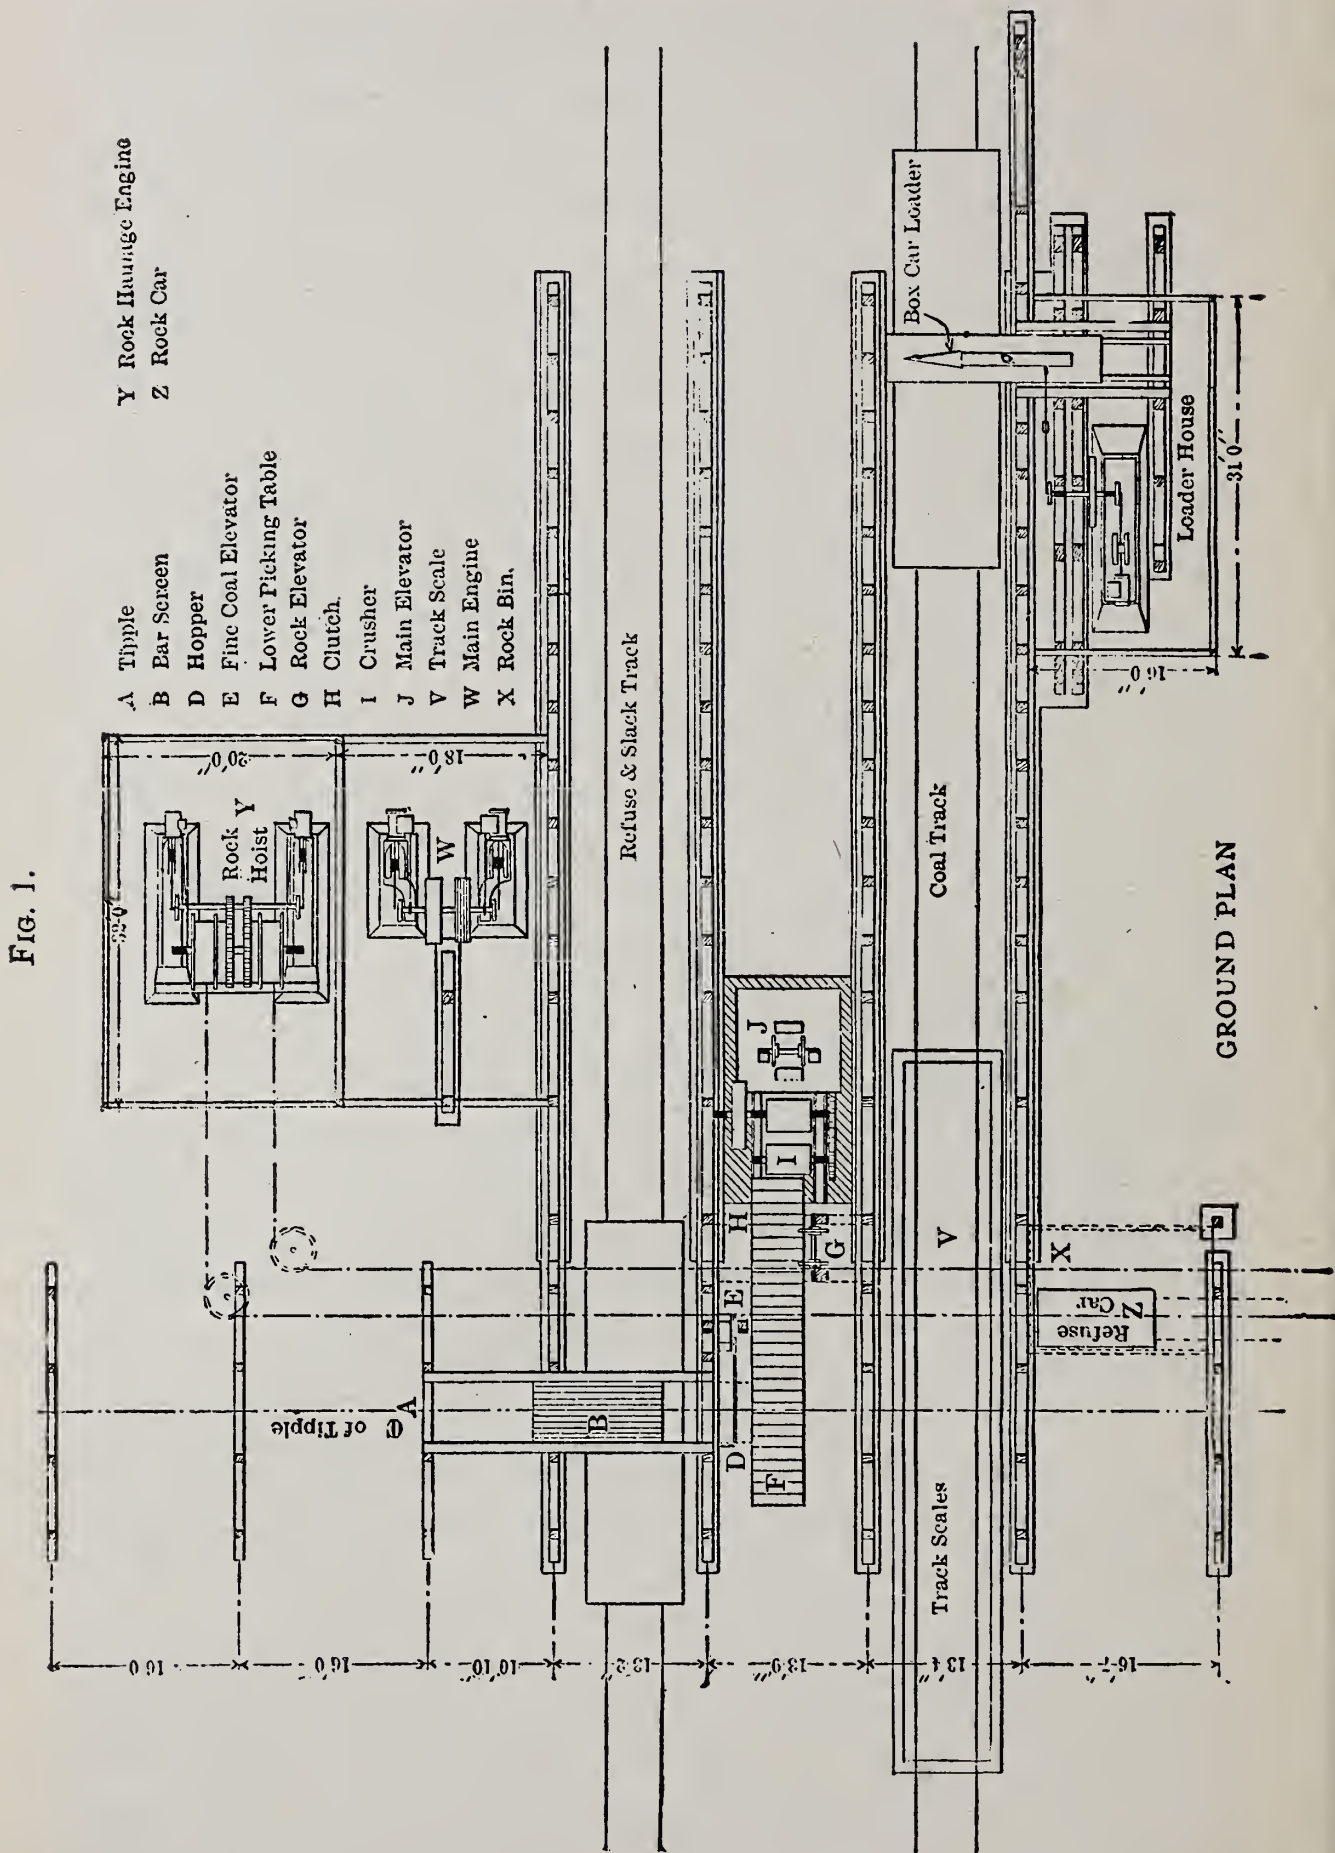 FIG. 1.
A Tipple
B Bar Screen
D Hopper
E Fine Coal Elevator
F Lower Picking Table
G Rock Elevator
H Clutch.
I Crusher
J Main Elevator
V Track Scale
W Main Engine
X Rock Bin.
Y Rock Haulage Engine
Z Rock Car
20'0"
18'0"
Rock Y
Hoist
W
℄ of Tipple
A
B
Refuse & Slack Track
D
E
F
G
H
I
J
Coal Track
Track Scales
V
Box Car Loader
Loader House
31'0"
16'0"
X
Refuse
Car
Z
16'0
16'0"
10'10"
13'2"
13'9"
13'4"
16'7"
GROUND PLAN